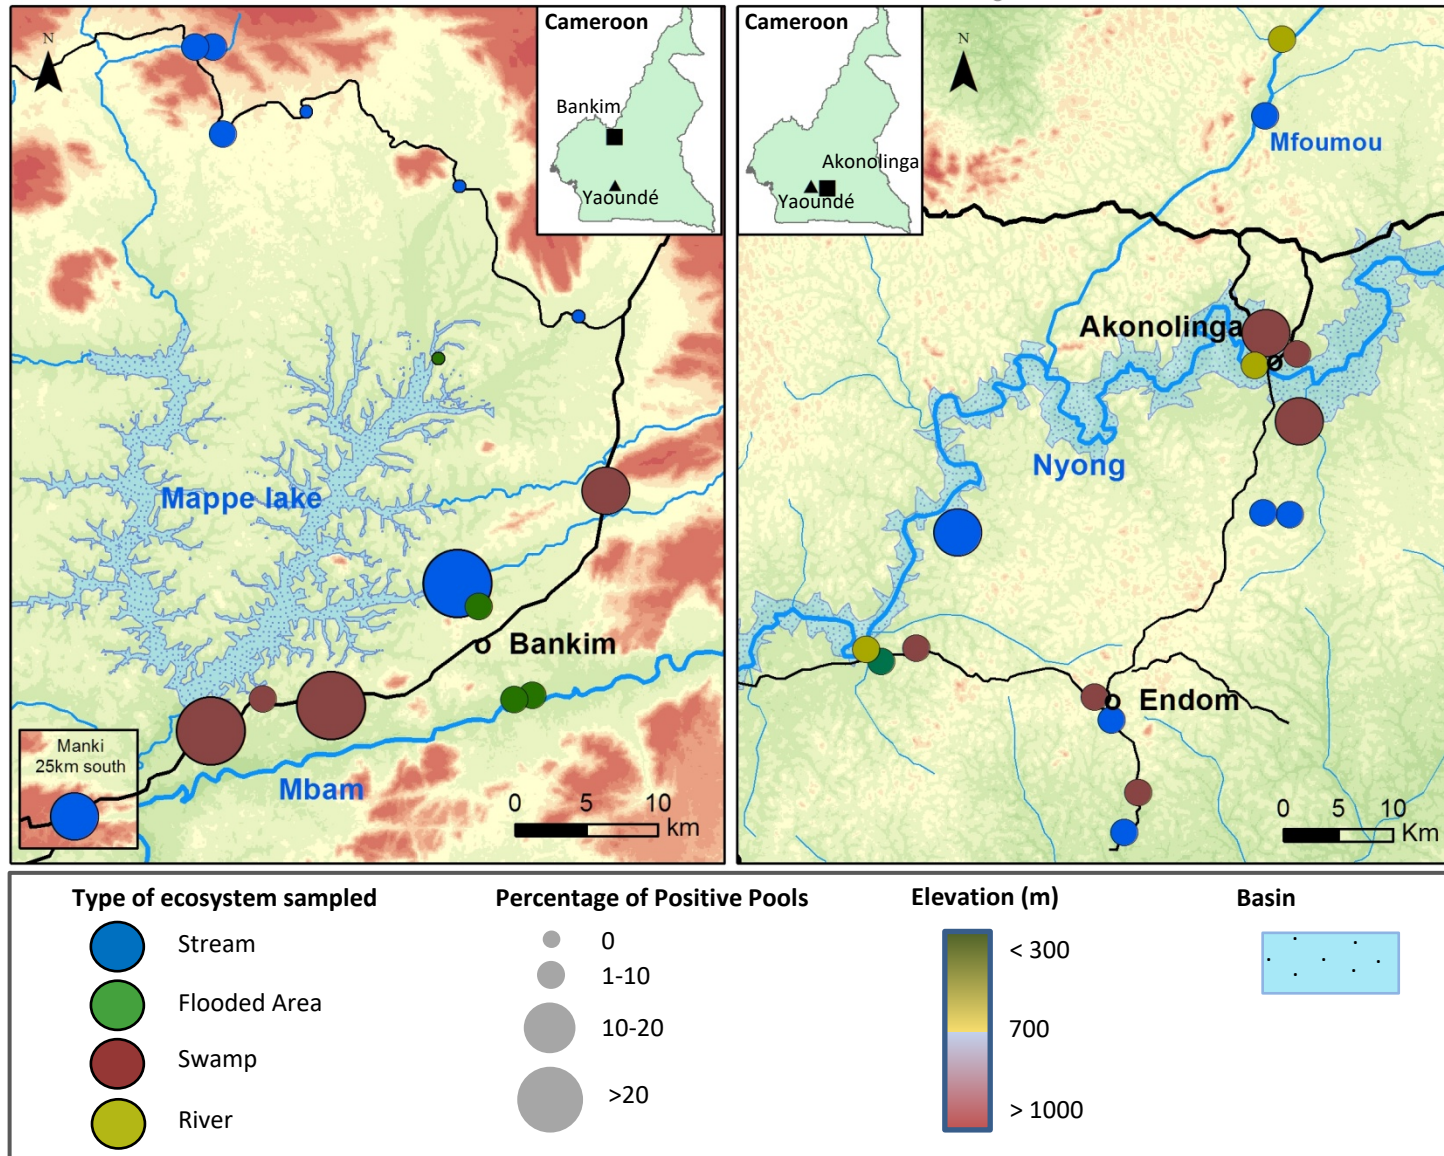 N
Cameroon
Bankim
Yaoundé
Mappe lake
Bankim
Manki
25km south
Mbam
0 5 10
km
N
Cameroon
Akonolinga
Yaoundé
Mfoumou
Akonolinga
Nyong
Endom
0 5 10
Km
Type of ecosystem sampled
Stream
Flooded Area
Swamp
River
Percentage of Positive Pools
0
1-10
10-20
>20
Elevation (m)
< 300
700
> 1000
Basin